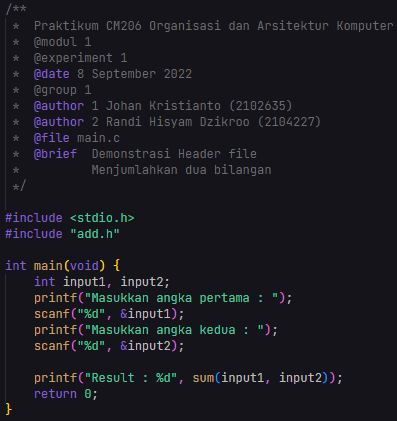 /**
 *  Praktikum CM206 Organisasi dan Arsitektur Komputer
 *  @modul 1
 *  @experiment 1
 *  @date 8 September 2022
 *  @group 1
 *  @author 1 Johan Kristianto (2102635)
 *  @author 2 Randi Hisyam Dzikroo (2104227)
 *  @file main.c
 *  @brief  Demonstrasi Header file
 *          Menjumlahkan dua bilangan
 */

#include <stdio.h>
#include "add.h"

int main(void) {
    int input1, input2;
    printf("Masukkan angka pertama : ");
    scanf("%d", &input1);
    printf("Masukkan angka kedua : ");
    scanf("%d", &input2);

    printf("Result : %d", sum(input1, input2));
    return 0;
}